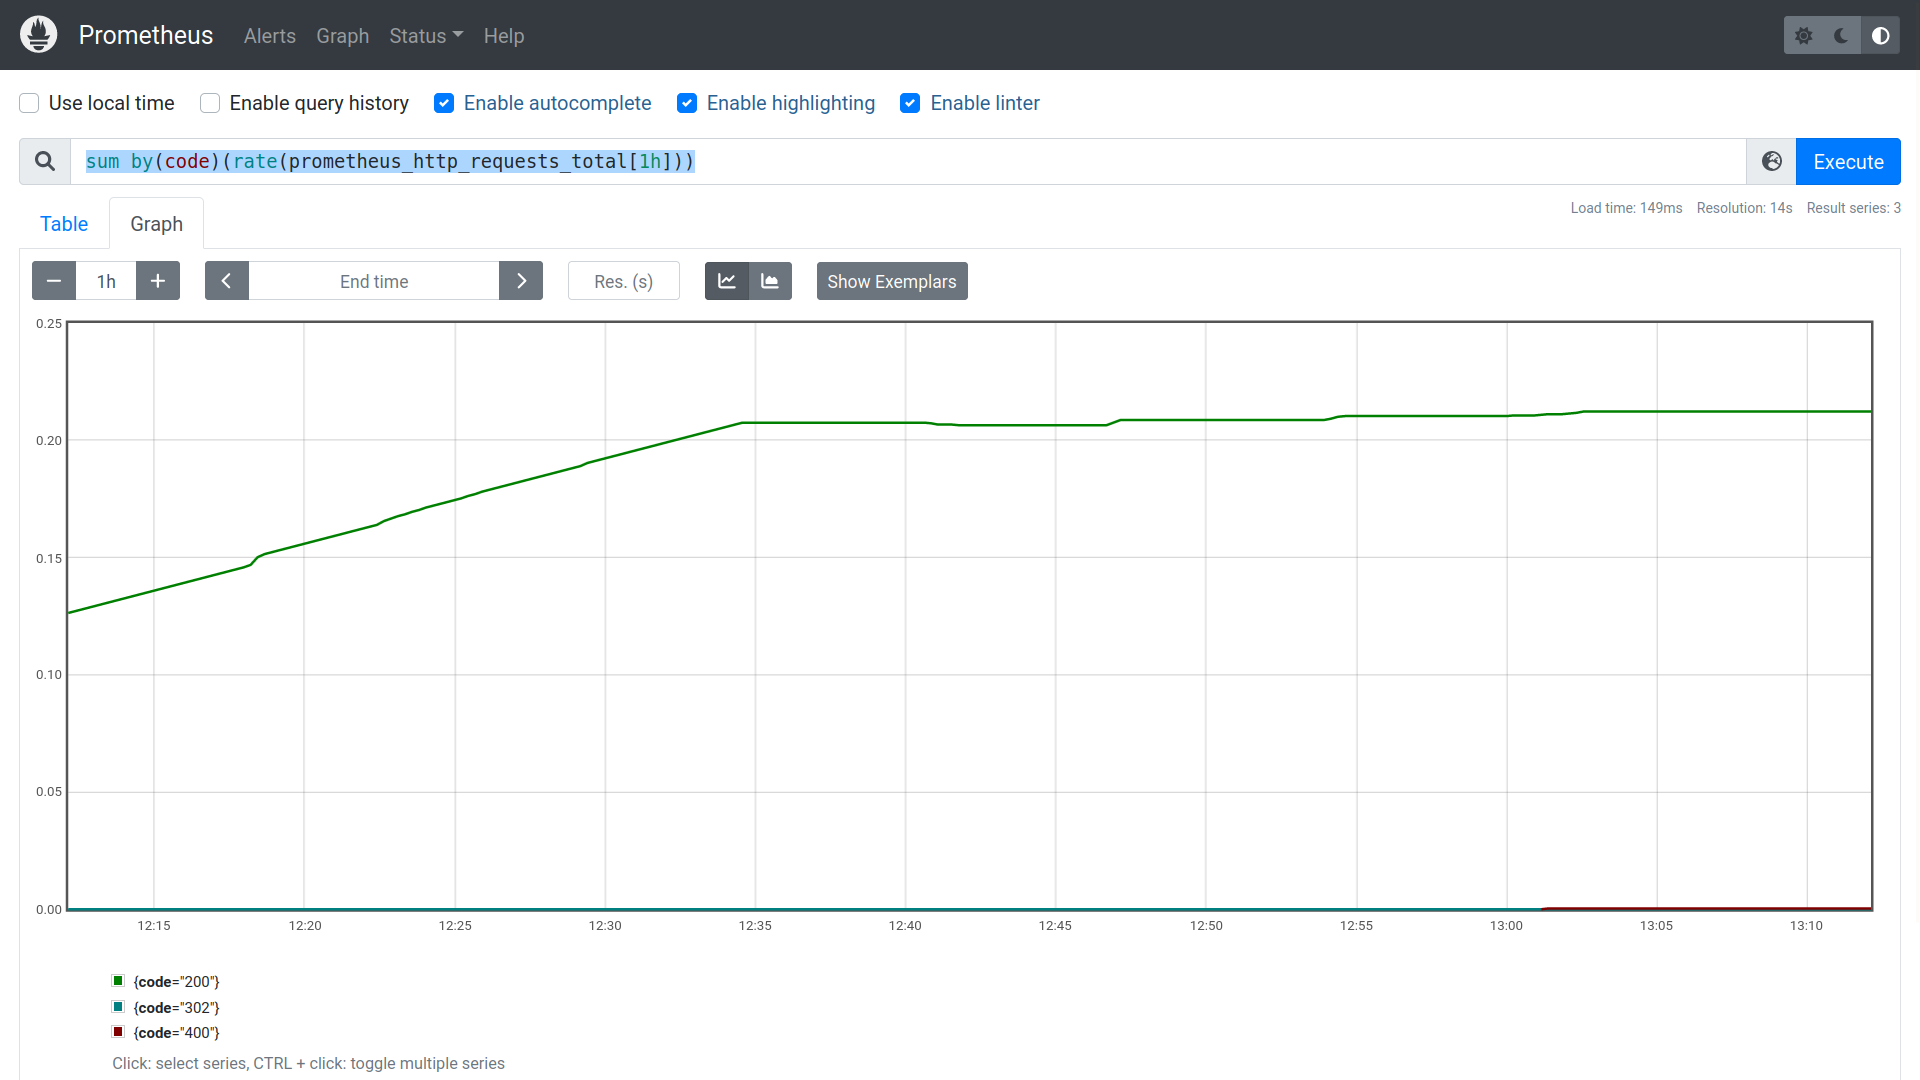 Prometheus Alerts Graph Status Help
Use local time Enable query history Enable autocomplete Enable highlighting Enable linter
sum by(code)(rate(prometheus_http_requests_total[1h])) Execute
Table Graph Load time: 149ms Resolution: 14s Result series: 3
1h End time Res. (s) Show Exemplars
0.25
0.20
0.15
0.10
0.05
0.00
12:15 12:20 12:25 12:30 12:35 12:40 12:45 12:50 12:55 13:00 13:05 13:10
{code="200"}
{code="302"}
{code="400"}
Click: select series, CTRL + click: toggle multiple series